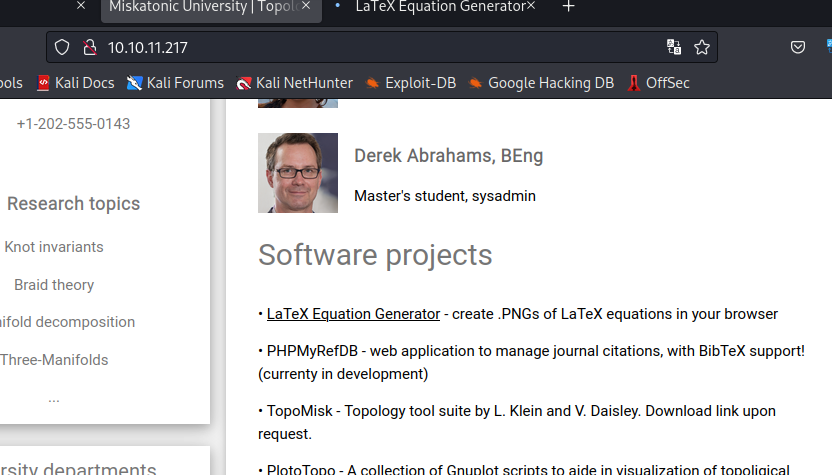 Miskatonic University | Topol
LaTeX Equation Generator
10.10.11.217
ools
Kali Docs
Kali Forums
Kali NetHunter
Exploit-DB
Google Hacking DB
OffSec
+1-202-555-0143
Research topics
Knot invariants
Braid theory
nifold decomposition
Three-Manifolds
...
rsity departments
Derek Abrahams, BEng
Master's student, sysadmin
Software projects
• LaTeX Equation Generator - create .PNGs of LaTeX equations in your browser
• PHPMyRefDB - web application to manage journal citations, with BibTeX support!
(currenty in development)
• TopoMisk - Topology tool suite by L. Klein and V. Daisley. Download link upon
request.
• PlotoTopo - A collection of Gnuplot scripts to aide in visualization of topoligical